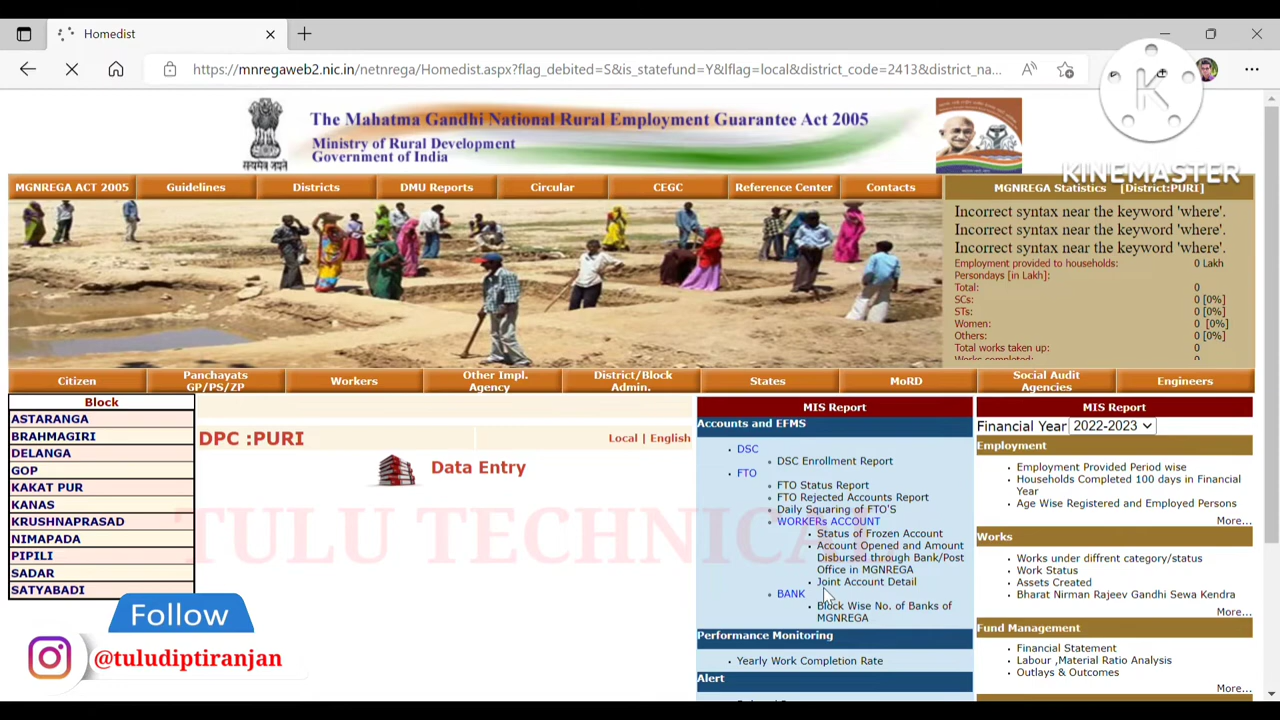 Homedist
https://mnregaweb2.nic.in/netnrega/Homedist.aspx?flag_debited=S&is_statefund=Y&lflag=local&district_code=2413&district_na...
The Mahatma Gandhi National Rural Employment Guarantee Act 2005
Ministry of Rural Development
Government of India
सत्यमेव जयते
K
KINEMASTER
MGNREGA ACT 2005
Guidelines
Districts
DMU Reports
Circular
CEGC
Reference Center
Contacts
MGNREGA Statistics [District:PURI]
Incorrect syntax near the keyword 'where'.
Incorrect syntax near the keyword 'where'.
Incorrect syntax near the keyword 'where'.
Employment provided to households: 0 Lakh
Persondays [in Lakh]:
Total: 0
SCs: 0 [0%]
STs: 0 [0%]
Women: 0 [0%]
Others: 0 [0%]
Total works taken up: 0
Works completed:
Citizen
Panchayats
GP/PS/ZP
Workers
Other Impl.
Agency
District/Block
Admin.
States
MoRD
Social Audit
Agencies
Engineers
Block
ASTARANGA
BRAHMAGIRI
DELANGA
GOP
KAKAT PUR
KANAS
KRUSHNAPRASAD
NIMAPADA
PIPILI
SADAR
SATYABADI
DPC :PURI
Local | English
Data Entry
TULU TECHNICA
MIS Report
Accounts and EFMS
DSC
DSC Enrollment Report
FTO
FTO Status Report
FTO Rejected Accounts Report
Daily Squaring of FTO'S
WORKERs ACCOUNT
Status of Frozen Account
Account Opened and Amount
Disbursed through Bank/Post
Office in MGNREGA
Joint Account Detail
BANK
Block Wise No. of Banks of
MGNREGA
Performance Monitoring
Yearly Work Completion Rate
Alert
MIS Report
Financial Year 2022-2023
Employment
Employment Provided Period wise
Households Completed 100 days in Financial
Year
Age Wise Registered and Employed Persons
More...
Works
Works under diffrent category/status
Work Status
Assets Created
Bharat Nirman Rajeev Gandhi Sewa Kendra
More...
Fund Management
Financial Statement
Labour ,Material Ratio Analysis
Outlays & Outcomes
More...
Follow
@tuludiptiranjan